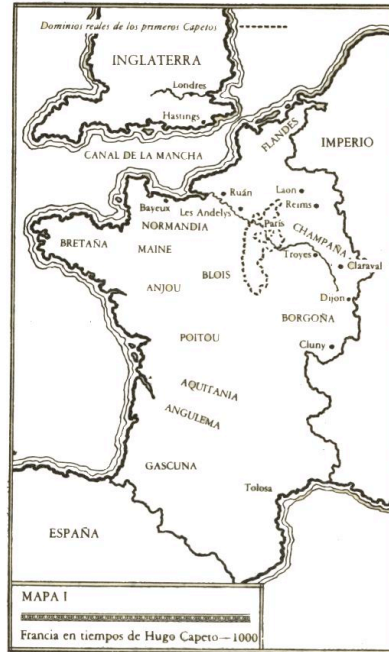 Dominios reales de los primeros Capetos
INGLATERRA
Londres
Hastings
CANAL DE LA MANCHA
FLANDES
IMPERIO
Ruán
Laon
Bayeux
Les Andelys
Reims
NORMANDIA
París
CHAMPAÑA
BRETAÑA
MAINE
Troyes
Claraval
BLOIS
ANJOU
Dijon
BORGOÑA
POITOU
Cluny
AQUITANIA
ANGULEMA
GASCUNA
Tolosa
ESPAÑA
MAPA I
Francia en tiempos de Hugo Capeto—1000